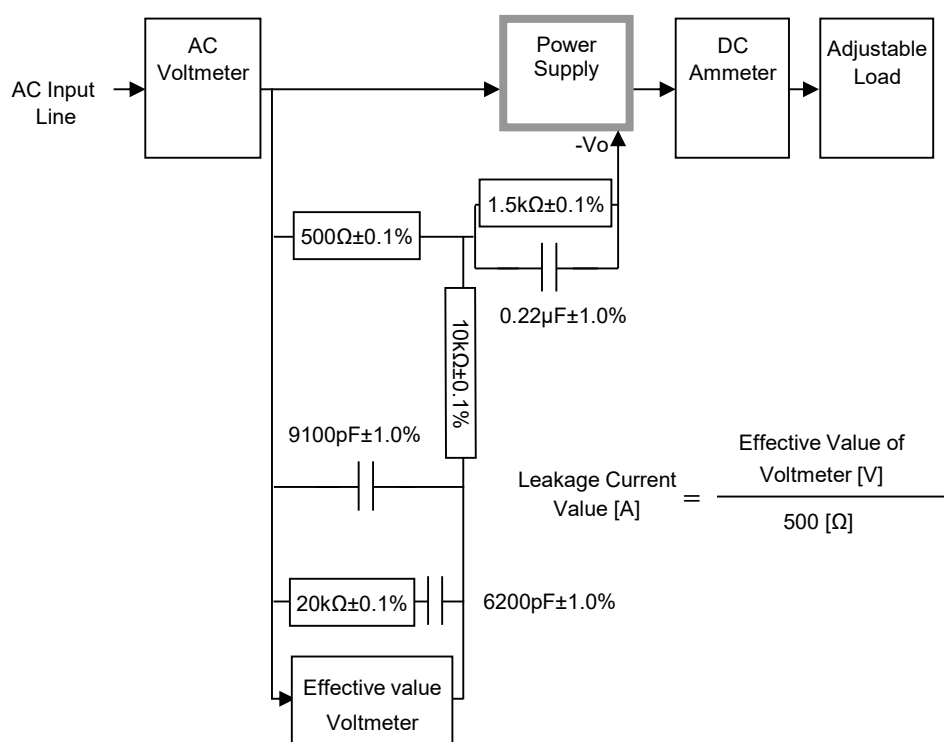 AC Input
Line
AC
Voltmeter
Power
Supply
DC
Ammeter
Adjustable
Load
-Vo
1.5kΩ±0.1%
500Ω±0.1%
0.22μF±1.0%
10kΩ±0.1%
9100pF±1.0%
Leakage Current
Value [A]
=
Effective Value of
Voltmeter [V]
500 [Ω]
20kΩ±0.1%
6200pF±1.0%
Effective value
Voltmeter